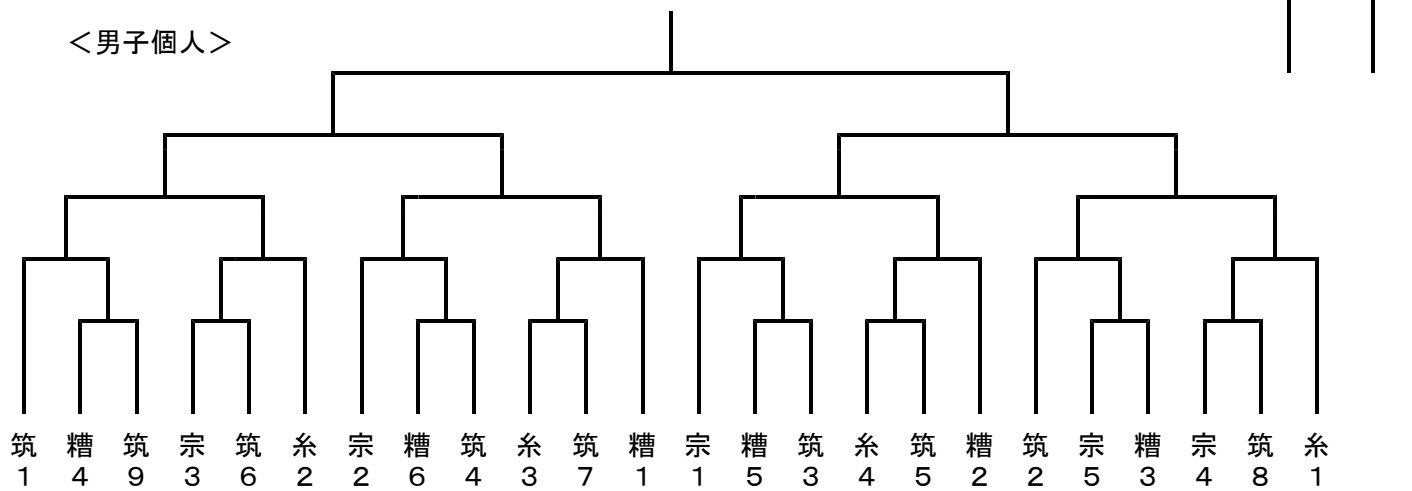 ＜男子個人＞
筑 糟 筑 宗 筑 糸 宗 糟 筑 糸 筑 糟 宗 糟 筑 糸 筑 糟 筑 宗 糟 宗 筑 糸
1 4 9 3 6 2 2 6 4 3 7 1 1 5 3 4 5 2 2 5 3 4 8 1